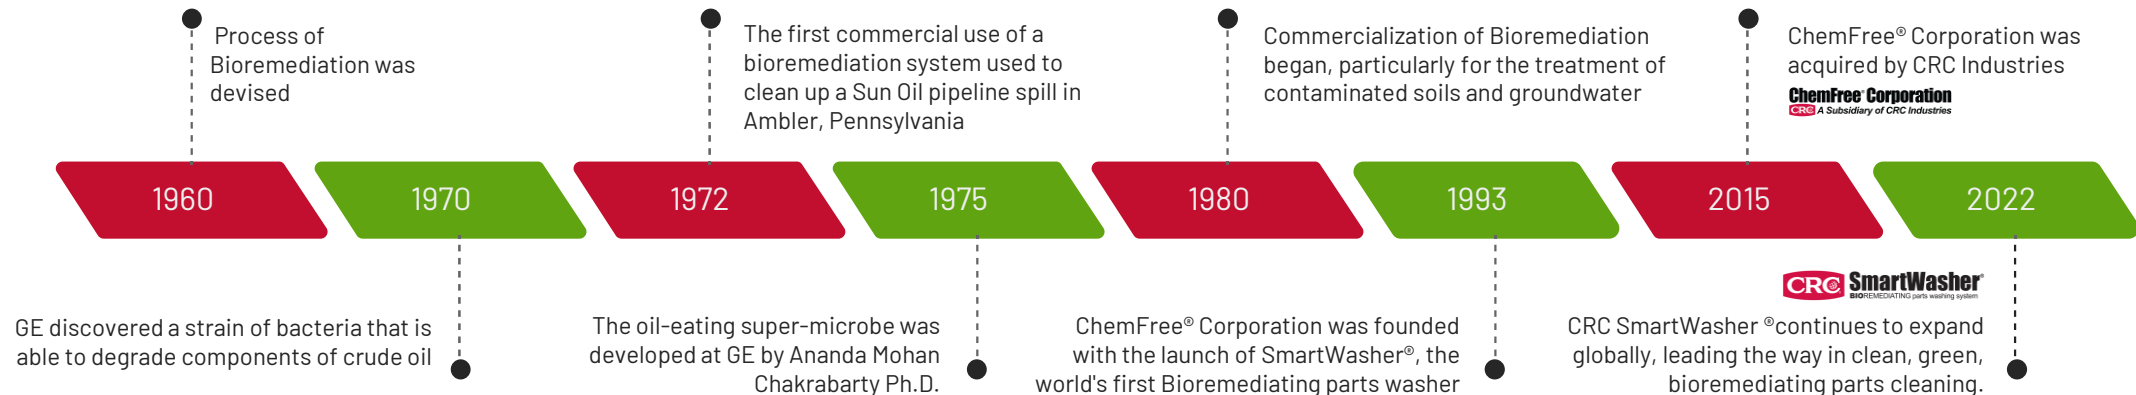 Process of
Bioremediation was
devised
The first commercial use of a
bioremediation system used to
clean up a Sun Oil pipeline spill in
Ambler, Pennsylvania
Commercialization of Bioremediation
began, particularly for the treatment of
contaminated soils and groundwater
ChemFree® Corporation was
acquired by CRC Industries
ChemFree® Corporation
CRC A Subsidiary of CRC Industries
1960
1970
1972
1975
1980
1993
2015
2022
GE discovered a strain of bacteria that is
able to degrade components of crude oil
The oil-eating super-microbe was
developed at GE by Ananda Mohan
Chakrabarty Ph.D.
ChemFree® Corporation was founded
with the launch of SmartWasher®, the
world's first Bioremediating parts washer
CRC SmartWasher®
BIOREMEDIATING parts washing system
CRC SmartWasher ®continues to expand
globally, leading the way in clean, green,
bioremediating parts cleaning.